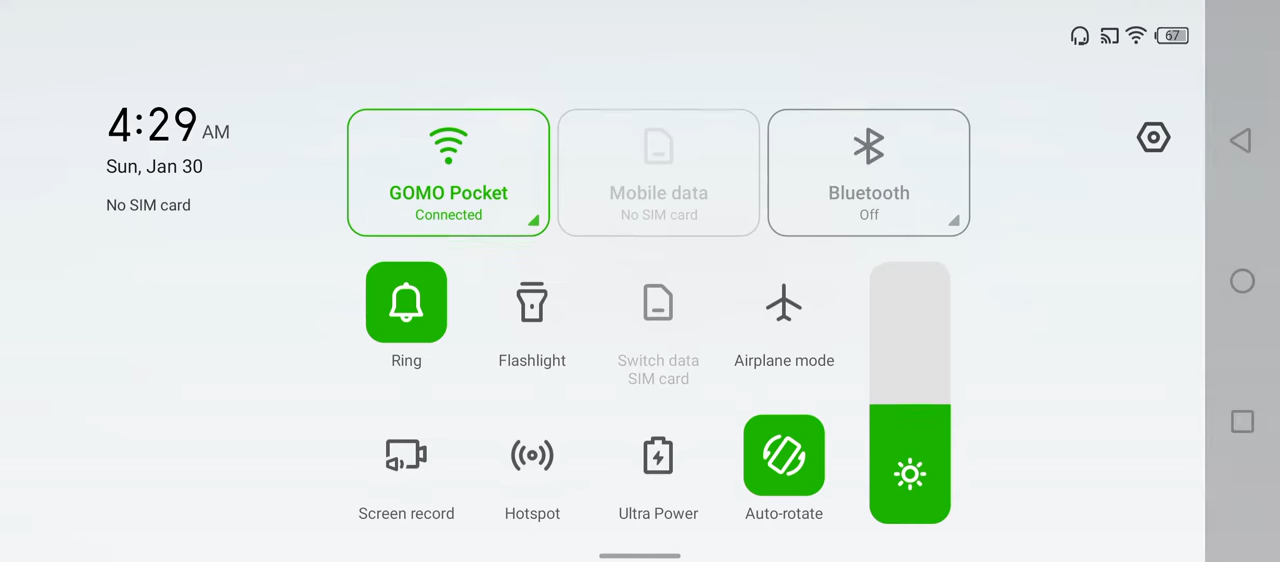 67
4:29 AM
Sun, Jan 30
No SIM card
GOMO Pocket
Connected
Mobile data
No SIM card
Bluetooth
Off
Ring
Flashlight
Switch data
SIM card
Airplane mode
Screen record
Hotspot
Ultra Power
Auto-rotate